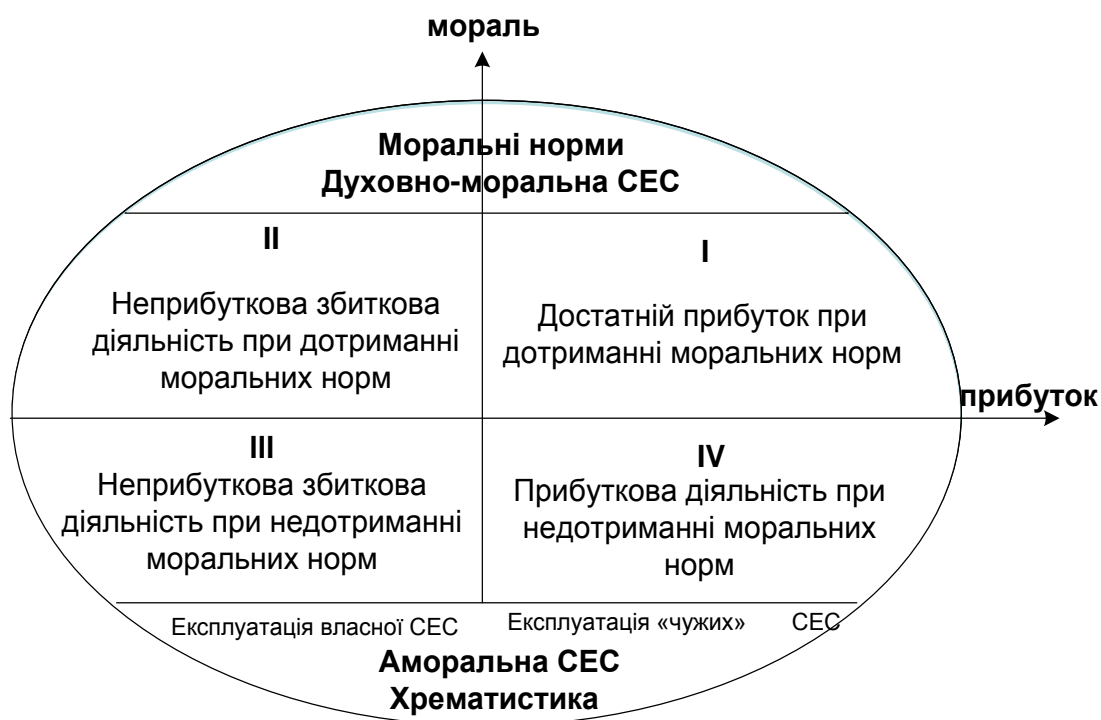 мораль
Моральні норми
Духовно-моральна СЕС
II
Неприбуткова збиткова
діяльність при дотриманні
моральних норм
I
Достатній прибуток при
дотриманні моральних норм
прибуток
III
Неприбуткова збиткова
діяльність при недотриманні
моральних норм
IV
Прибуткова діяльність при
недотриманні моральних
норм
Експлуатація власної СЕС
Експлуатація «чужих» СЕС
Аморальна СЕС
Хрематистика